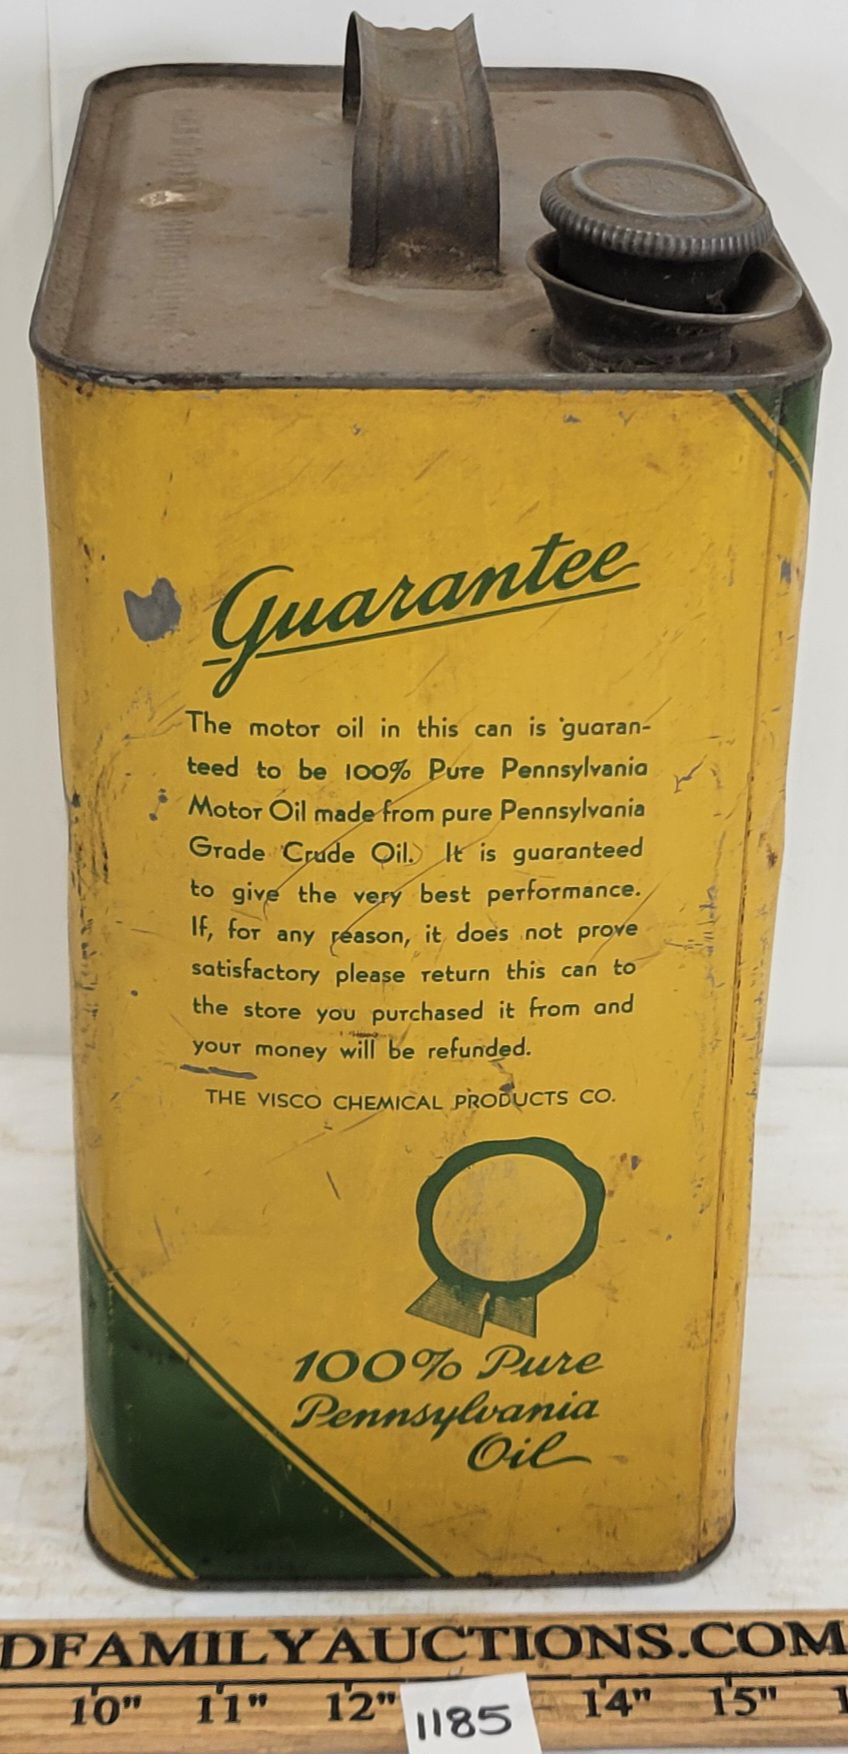 Guarantee
The motor oil in this can is guaran-
teed to be 100% Pure Pennsylvania
Motor Oil made from pure Pennsylvania
Grade Crude Oil. It is guaranteed
to give the very best performance.
If, for any reason, it does not prove
satisfactory please return this can to
the store you purchased it from and
your money will be refunded.
THE VISCO CHEMICAL PRODUCTS CO.
100% Pure
Pennsylvania
Oil
DFAMILYAUCTIONS.COM
10" 11" 12" 14" 15"
1185